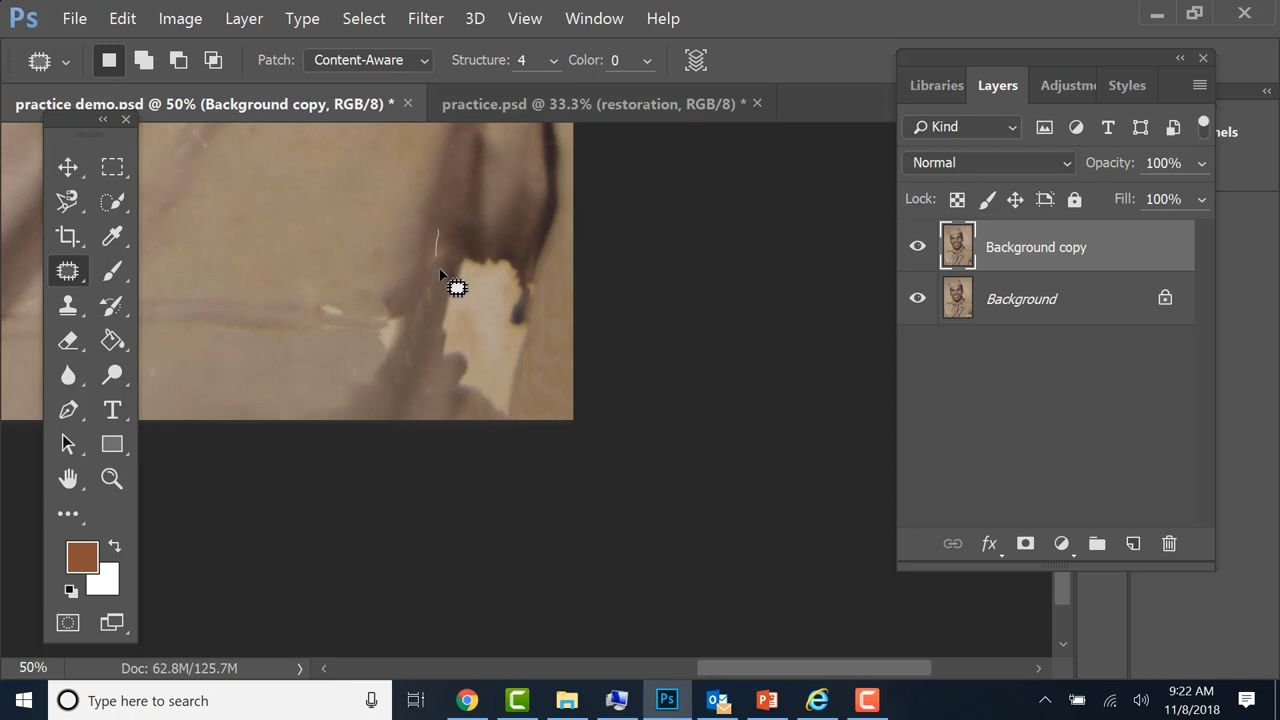 Ps File Edit Image Layer Type Select Filter 3D View Window Help
Patch: Content-Aware Structure: 4 Color: 0
practice demo.psd @ 50% (Background copy, RGB/8) * × practice.psd @ 33.3% (restoration, RGB/8) * ×
Libraries Layers Adjustm Styles
nels
Kind
Normal Opacity: 100%
Lock: Fill: 100%
Background copy
Background
T
fx
50% Doc: 62.8M/125.7M
Type here to search
9:22 AM
11/8/2018